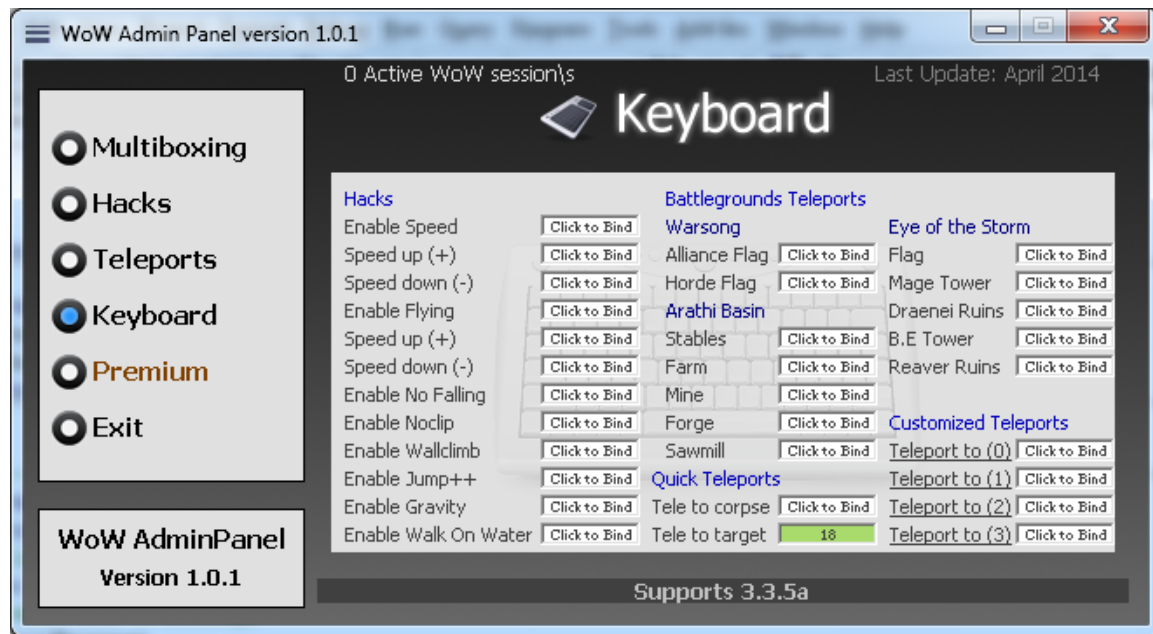 WoW Admin Panel version 1.0.1
0 Active WoW session\s
Last Update: April 2014
Keyboard
Multiboxing
Hacks
Teleports
Keyboard
Premium
Exit
WoW AdminPanel
Version 1.0.1
Hacks
Enable Speed Click to Bind
Speed up (+) Click to Bind
Speed down (-) Click to Bind
Enable Flying Click to Bind
Speed up (+) Click to Bind
Speed down (-) Click to Bind
Enable No Falling Click to Bind
Enable Noclip Click to Bind
Enable Wallclimb Click to Bind
Enable Jump++ Click to Bind
Enable Gravity Click to Bind
Enable Walk On Water Click to Bind
Battlegrounds Teleports
Warsong
Alliance Flag Click to Bind
Horde Flag Click to Bind
Arathi Basin
Stables Click to Bind
Farm Click to Bind
Mine Click to Bind
Forge Click to Bind
Sawmill Click to Bind
Quick Teleports
Tele to corpse Click to Bind
Tele to target 18
Eye of the Storm
Flag Click to Bind
Mage Tower Click to Bind
Draenei Ruins Click to Bind
B.E Tower Click to Bind
Reaver Ruins Click to Bind
Customized Teleports
Teleport to (0) Click to Bind
Teleport to (1) Click to Bind
Teleport to (2) Click to Bind
Teleport to (3) Click to Bind
Supports 3.3.5a